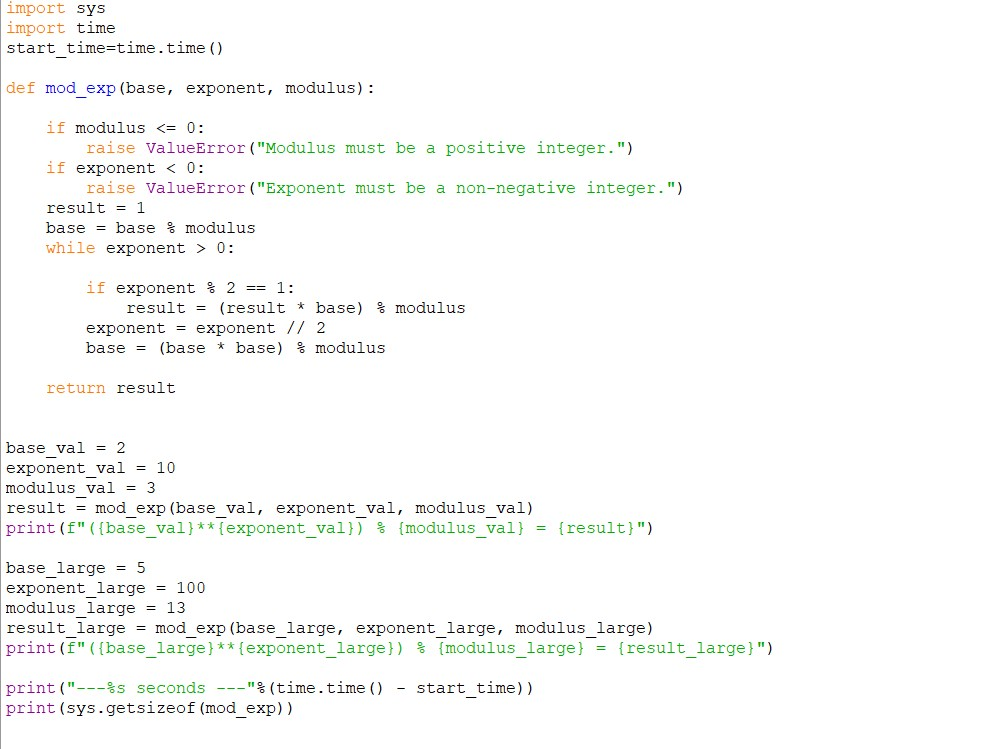 import sys
import time
start_time=time.time()
def mod_exp(base, exponent, modulus):
    if modulus <= 0:
        raise ValueError("Modulus must be a positive integer.")
    if exponent < 0:
        raise ValueError("Exponent must be a non-negative integer.")
    result = 1
    base = base % modulus
    while exponent > 0:
        if exponent % 2 == 1:
            result = (result * base) % modulus
        exponent = exponent // 2
        base = (base * base) % modulus
    return result
base_val = 2
exponent_val = 10
modulus_val = 3
result = mod_exp(base_val, exponent_val, modulus_val)
print(f"({base_val}**{exponent_val}) % {modulus_val} = {result}")
base_large = 5
exponent_large = 100
modulus_large = 13
result_large = mod_exp(base_large, exponent_large, modulus_large)
print(f"({base_large}**{exponent_large}) % {modulus_large} = {result_large}")
print("---%s seconds ---"%(time.time() - start_time))
print(sys.getsizeof(mod_exp))